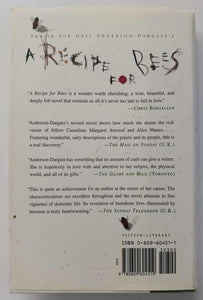 PRAISE FOR GAIL ANDERSON-DARGATZ'S
A RECIPE
FOR BEES
"A Recipe for Bees is a wonder worth cherishing: a wise, beautiful, and
deeply felt novel that reminds us all it's never too late to fall in love."
—CHRIS BOHJALIAN
"Anderson-Dargatz's second novel shows how much she shares the rich
vision of fellow Canadians Margaret Atwood and Alice Munro. . . .
Wonderful, salty descriptions of the prairie and its people, this is a
real discovery." —THE MAIL ON SUNDAY (U.K.)
"Anderson-Dargatz has something that no amount of craft can give a writer.
She is hopelessly in love with and attentive to her subject, the physical
world, and all of its gifts." —THE GLOBE AND MAIL (TORONTO)
"This is quite an achievement for an author at the outset of her career. The
characterizations are excellent throughout and the novel abounds in fine
vignettes of domestic life. Its evocation of humdrum lives illuminated by
heroism is truly heartwarming." —THE SUNDAY TELEGRAPH (U.K.)
FICTION-LITERARY
ISBN 0-609-60451-1